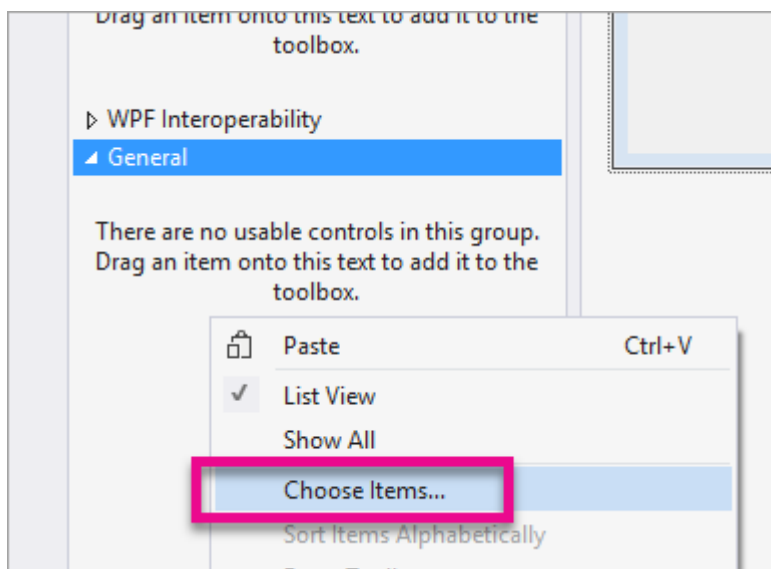 Drag an item onto this text to add it to the
toolbox.
WPF Interoperability
General
There are no usable controls in this group.
Drag an item onto this text to add it to the
toolbox.
Paste Ctrl+V
List View
Show All
Choose Items...
Sort Items Alphabetically